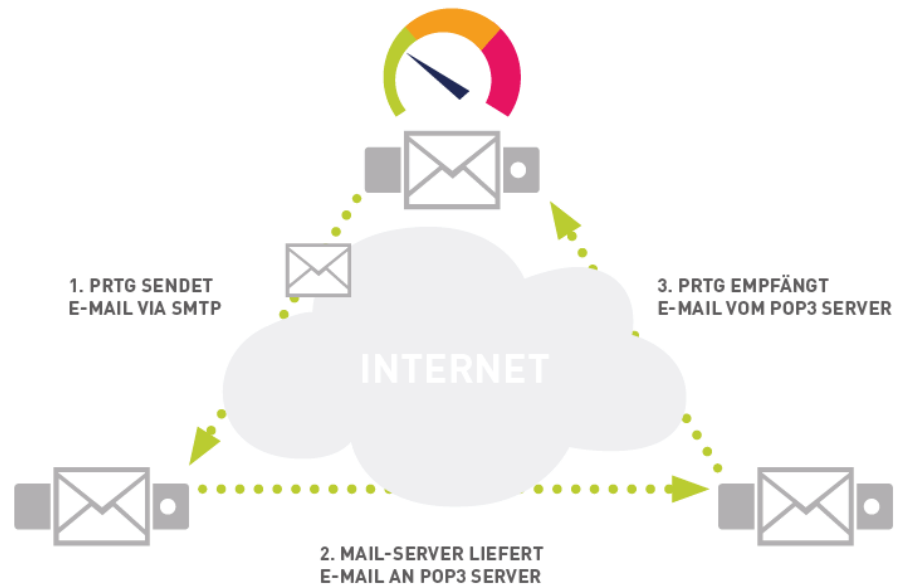 1. PRTG SENDET
E-MAIL VIA SMTP
3. PRTG EMPFÄNGT
E-MAIL VOM POP3 SERVER
INTERNET
2. MAIL-SERVER LIEFERT
E-MAIL AN POP3 SERVER